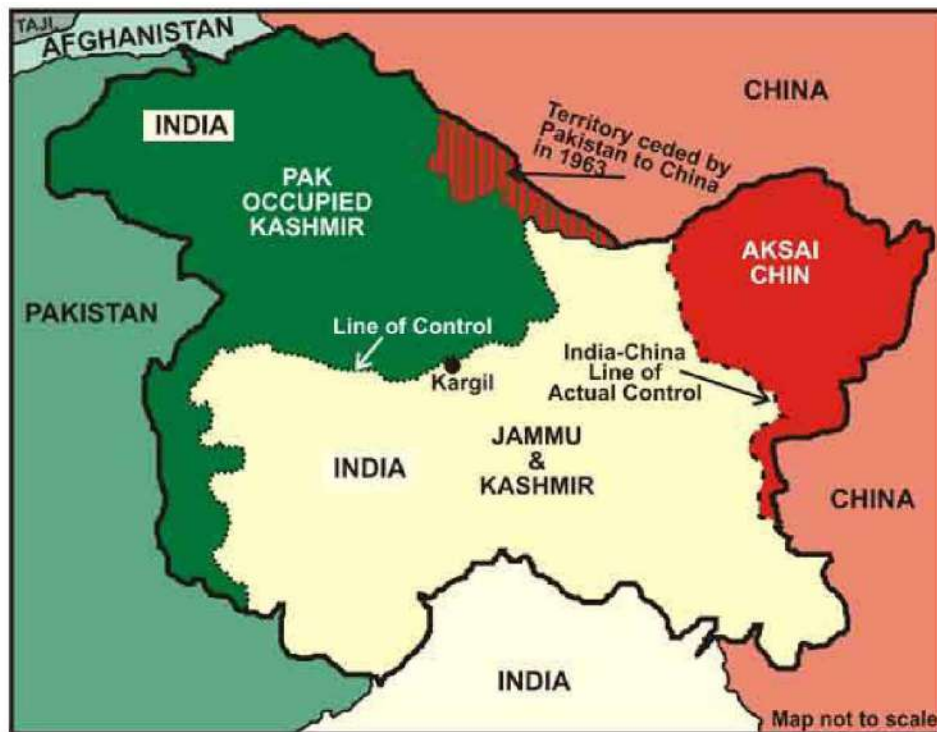 TAJI.
AFGHANISTAN
CHINA
INDIA
Territory ceded by
Pakistan to China
in 1963
PAK
OCCUPIED
KASHMIR
AKSAI
CHIN
PAKISTAN
Line of Control
India-China
Line of
Actual Control
Kargil
JAMMU
&
KASHMIR
INDIA
CHINA
INDIA
Map not to scale